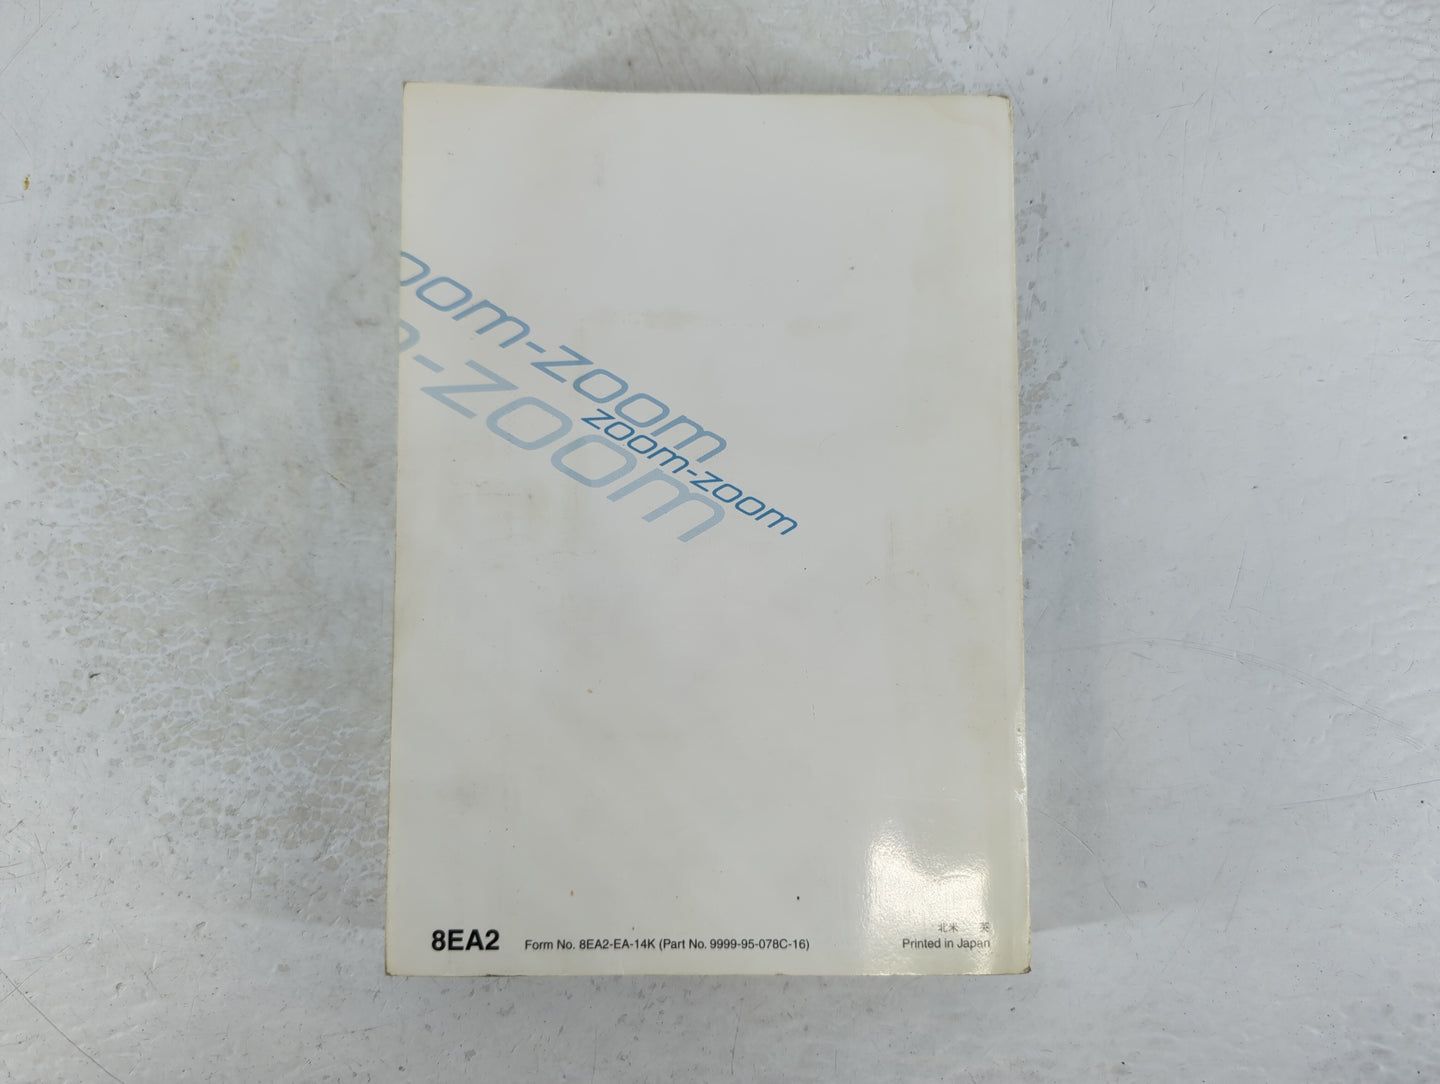 oom-zoom
m-zoom
zoom-zoom
8EA2
Form No. 8EA2-EA-14K (Part No. 9999-95-078C-16)
北米 英
Printed in Japan